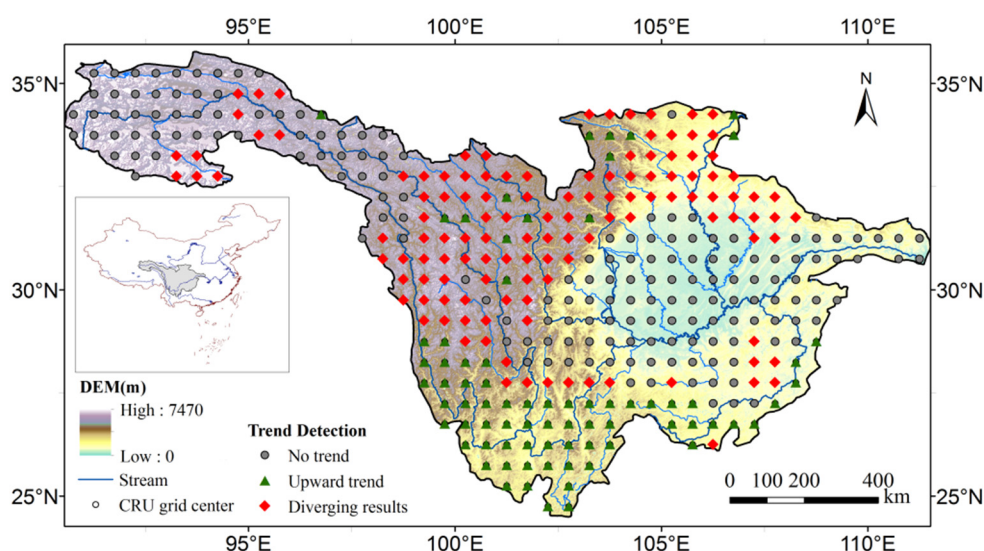 95°E 100°E 105°E 110°E
35°N 35°N
N
30°N 30°N
25°N 25°N
DEM(m)
High : 7470
Low : 0
Stream
CRU grid center
Trend Detection
No trend
Upward trend
Diverging results
0 100 200 400
km
95°E 100°E 105°E 110°E